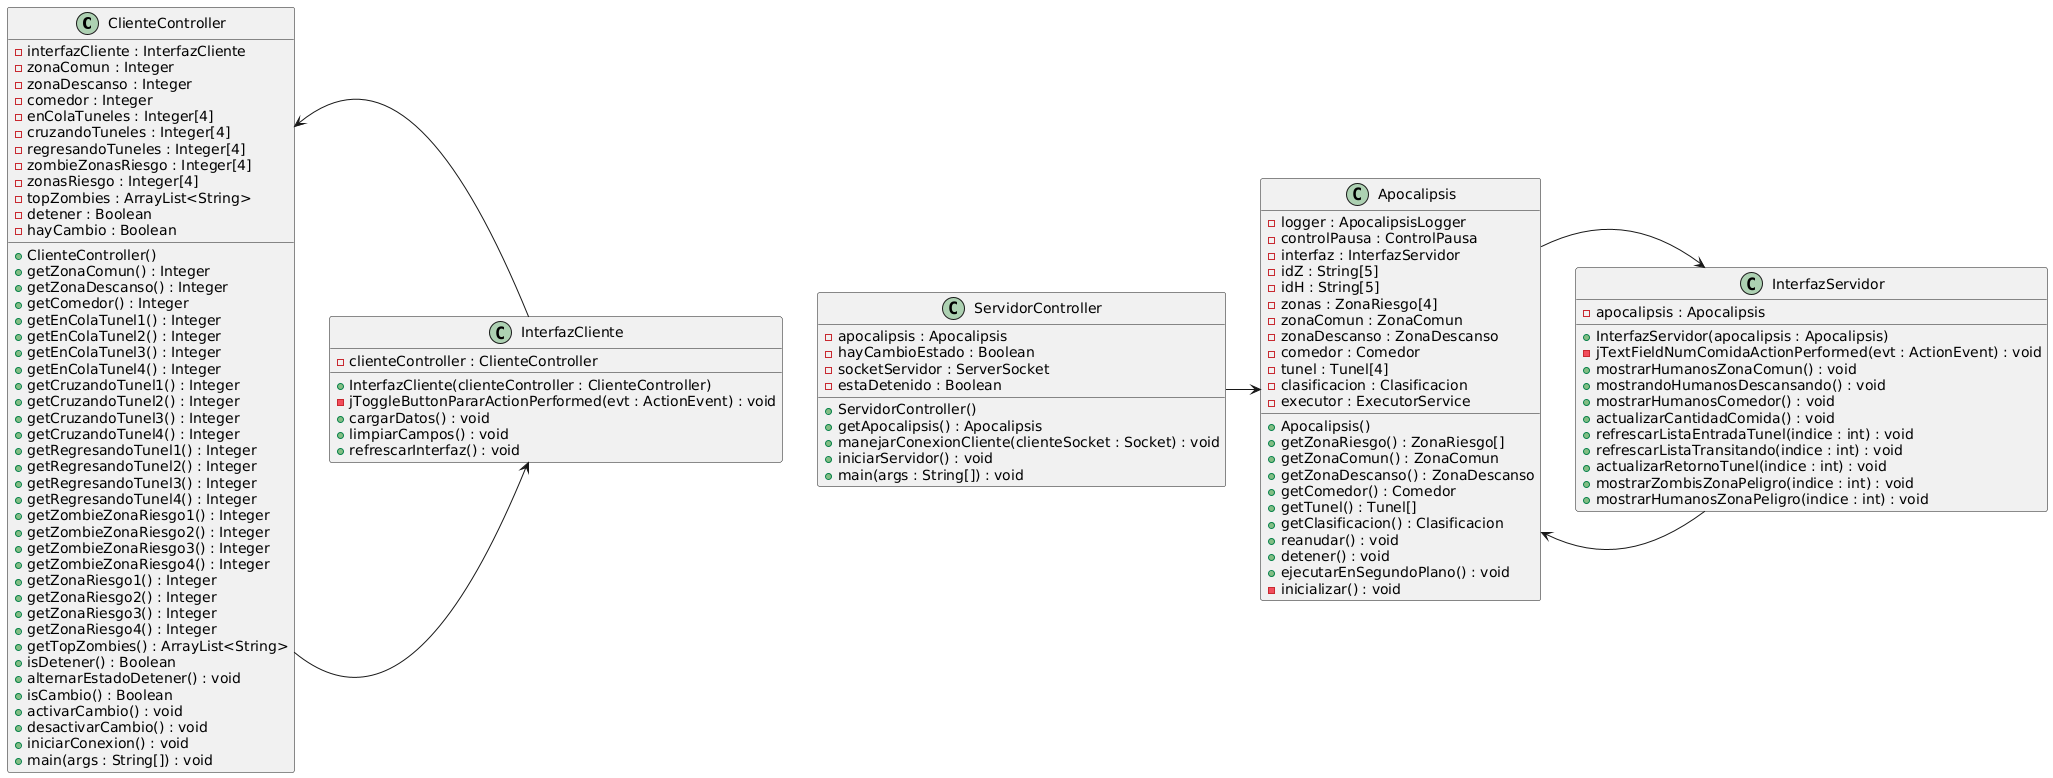 ClienteController
interfazCliente : InterfazCliente
zonaComun : Integer
zonaDescanso : Integer
comedor : Integer
enColaTuneles : Integer[4]
cruzandoTuneles : Integer[4]
regresandoTuneles : Integer[4]
zombieZonasRiesgo : Integer[4]
zonasRiesgo : Integer[4]
topZombies : ArrayList<String>
detener : Boolean
hayCambio : Boolean
ClienteController()
getZonaComun() : Integer
getZonaDescanso() : Integer
getComedor() : Integer
getEnColaTunel1() : Integer
getEnColaTunel2() : Integer
getEnColaTunel3() : Integer
getEnColaTunel4() : Integer
getCruzandoTunel1() : Integer
getCruzandoTunel2() : Integer
getCruzandoTunel3() : Integer
getCruzandoTunel4() : Integer
getRegresandoTunel1() : Integer
getRegresandoTunel2() : Integer
getRegresandoTunel3() : Integer
getRegresandoTunel4() : Integer
getZombieZonaRiesgo1() : Integer
getZombieZonaRiesgo2() : Integer
getZombieZonaRiesgo3() : Integer
getZombieZonaRiesgo4() : Integer
getZonaRiesgo1() : Integer
getZonaRiesgo2() : Integer
getZonaRiesgo3() : Integer
getZonaRiesgo4() : Integer
getTopZombies() : ArrayList<String>
isDetener() : Boolean
alternarEstadoDetener() : void
isCambio() : Boolean
activarCambio() : void
desactivarCambio() : void
iniciarConexion() : void
main(args : String[]) : void
InterfazCliente
clienteController : ClienteController
InterfazCliente(clienteController : ClienteController)
jToggleButtonPararActionPerformed(evt : ActionEvent) : void
cargarDatos() : void
limpiarCampos() : void
refrescarInterfaz() : void
ServidorController
apocalipsis : Apocalipsis
hayCambioEstado : Boolean
socketServidor : ServerSocket
estaDetenido : Boolean
ServidorController()
getApocalipsis() : Apocalipsis
manejarConexionCliente(clienteSocket : Socket) : void
iniciarServidor() : void
main(args : String[]) : void
Apocalipsis
logger : ApocalipsisLogger
controlPausa : ControlPausa
interfaz : InterfazServidor
idZ : String[5]
idH : String[5]
zonas : ZonaRiesgo[4]
zonaComun : ZonaComun
zonaDescanso : ZonaDescanso
comedor : Comedor
tunel : Tunel[4]
clasificacion : Clasificacion
executor : ExecutorService
Apocalipsis()
getZonaRiesgo() : ZonaRiesgo[]
getZonaComun() : ZonaComun
getZonaDescanso() : ZonaDescanso
getComedor() : Comedor
getTunel() : Tunel[]
getClasificacion() : Clasificacion
reanudar() : void
detener() : void
ejecutarEnSegundoPlano() : void
inicializar() : void
InterfazServidor
apocalipsis : Apocalipsis
InterfazServidor(apocalipsis : Apocalipsis)
jTextFieldNumComidaActionPerformed(evt : ActionEvent) : void
mostrarHumanosZonaComun() : void
mostrandoHumanosDescansando() : void
mostrarHumanosComedor() : void
actualizarCantidadComida() : void
refrescarListaEntradaTunel(indice : int) : void
refrescarListaTransitando(indice : int) : void
actualizarRetornoTunel(indice : int) : void
mostrarZombisZonaPeligro(indice : int) : void
mostrarHumanosZonaPeligro(indice : int) : void